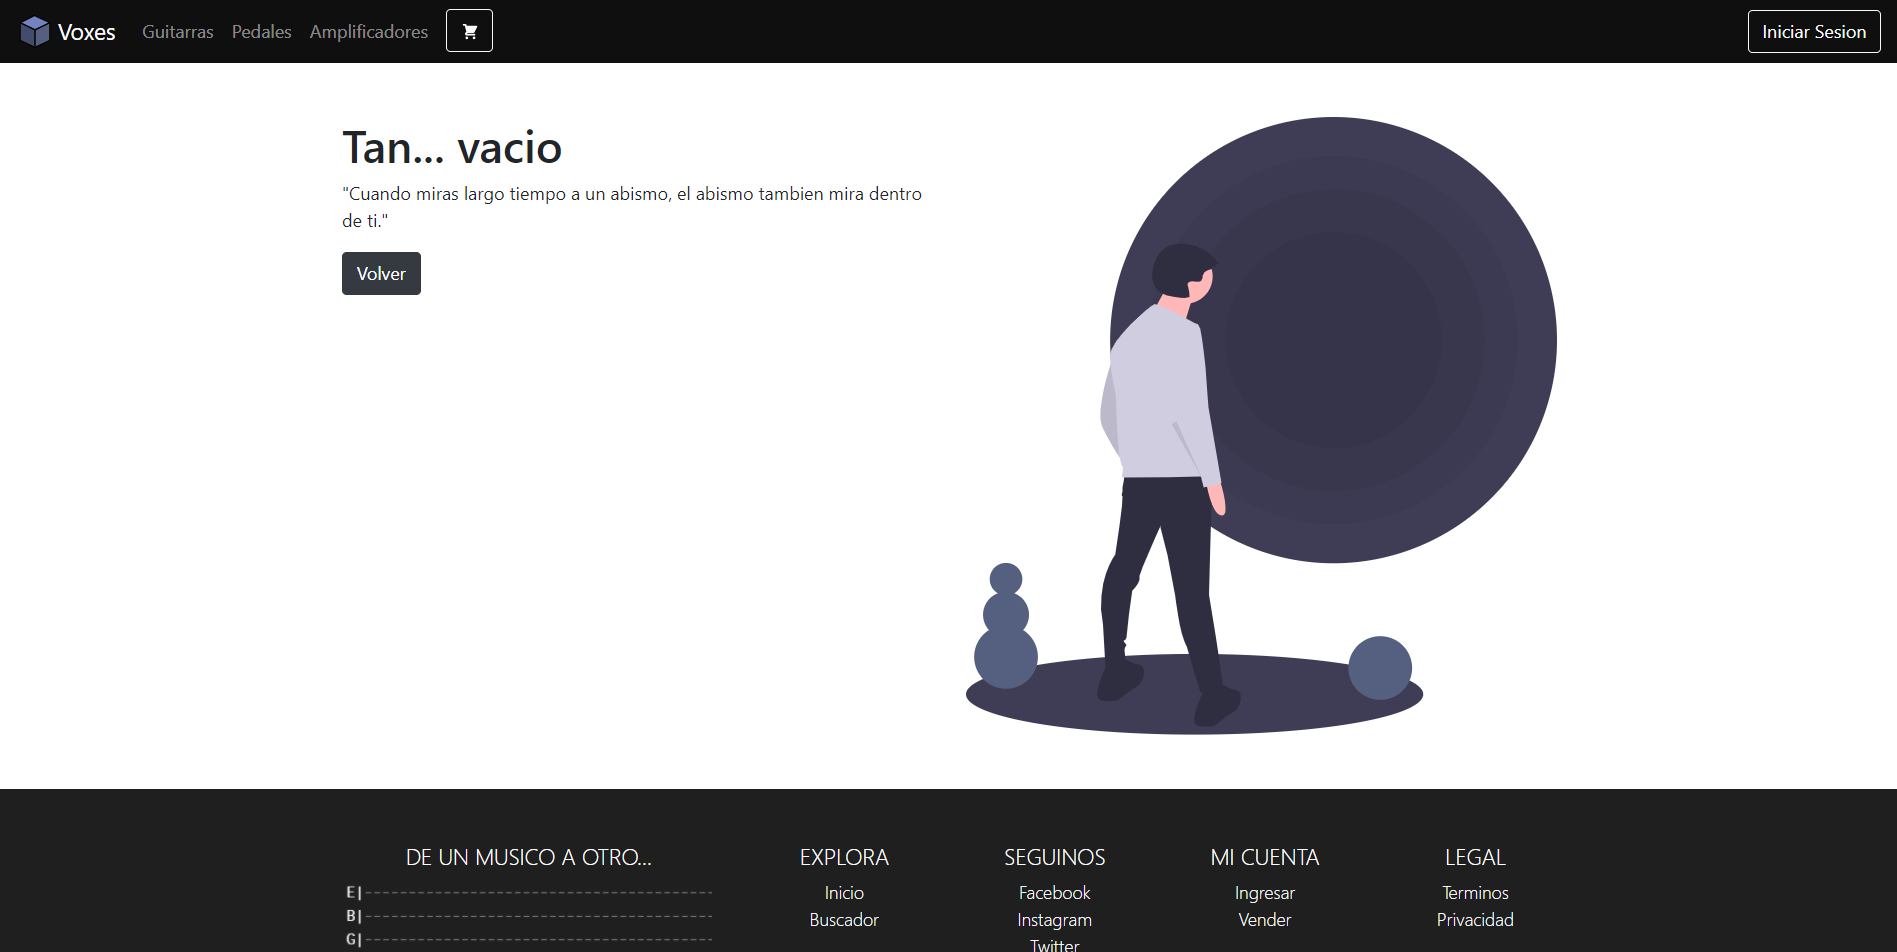 Voxes Guitarras Pedales Amplificadores Iniciar Sesion
Tan... vacio
"Cuando miras largo tiempo a un abismo, el abismo tambien mira dentro
de ti."
Volver
DE UN MUSICO A OTRO...
E|---------------------------------------------
B|---------------------------------------------
G|---------------------------------------------
EXPLORA
Inicio
Buscador
SEGUINOS
Facebook
Instagram
Twitter
MI CUENTA
Ingresar
Vender
LEGAL
Terminos
Privacidad